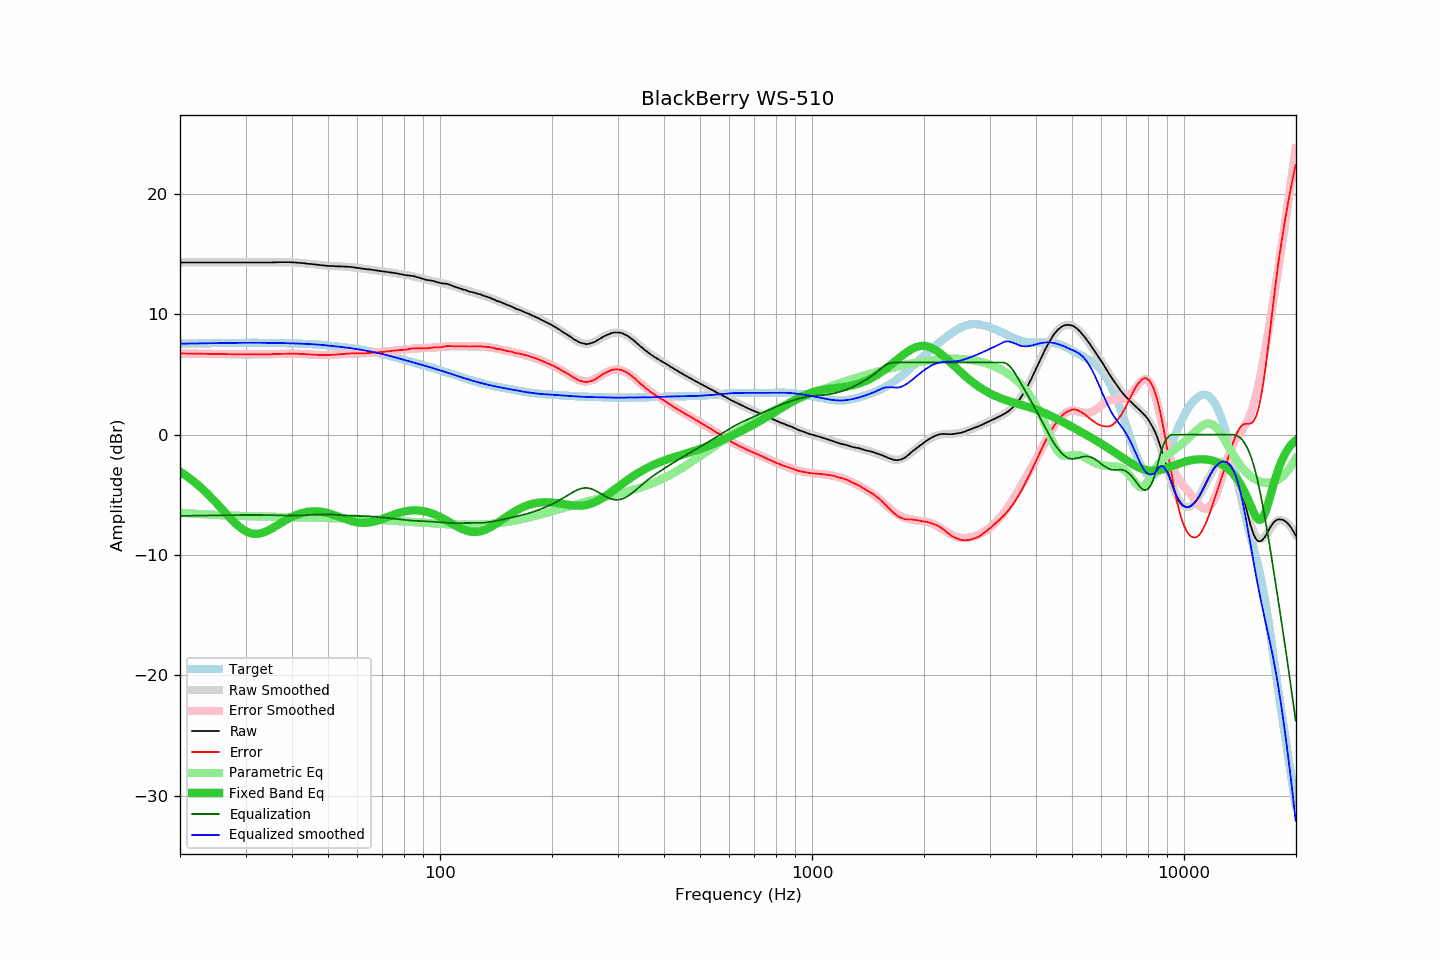 BlackBerry WS-510
20
10
0
−10
−20
−30
Amplitude (dBr)
Target
Raw Smoothed
Error Smoothed
Raw
Error
Parametric Eq
Fixed Band Eq
Equalization
Equalized smoothed
100
1000
10000
Frequency (Hz)